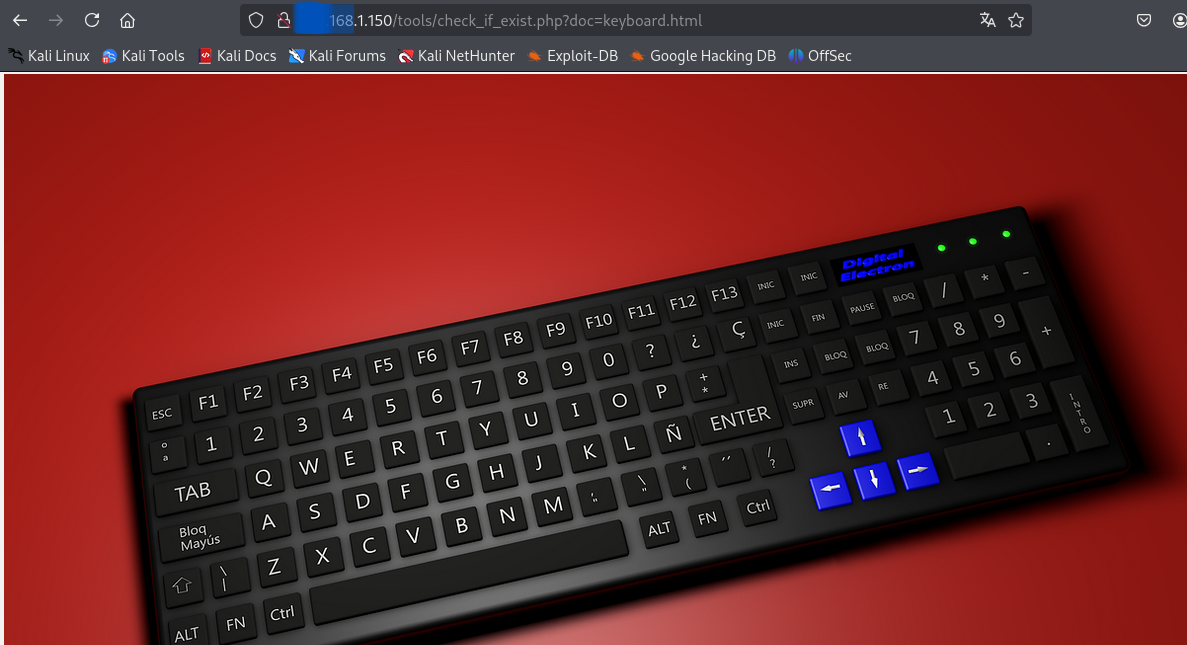 168.1.150/tools/check_if_exist.php?doc=keyboard.html
Kali Linux Kali Tools Kali Docs Kali Forums Kali NetHunter Exploit-DB Google Hacking DB OffSec
Digital
Electron
ESC F1 F2 F3 F4 F5 F6 F7 F8 F9 F10 F11 F12 F13 INIC INIC
º
ª 1 2 3 4 5 6 7 8 9 0 ? ¿ Ç INIC FIN PAUSE BLOQ / * -
TAB Q W E R T Y U I O P + * ENTER INS BLOQ BLOQ 7 8 9 +
Bloq
Mayús A S D F G H J K L Ñ SUPR AV RE 4 5 6
\ | Z X C V B N M / ? 1 2 3 INTRO
ALT FN Ctrl ALT FN Ctrl .